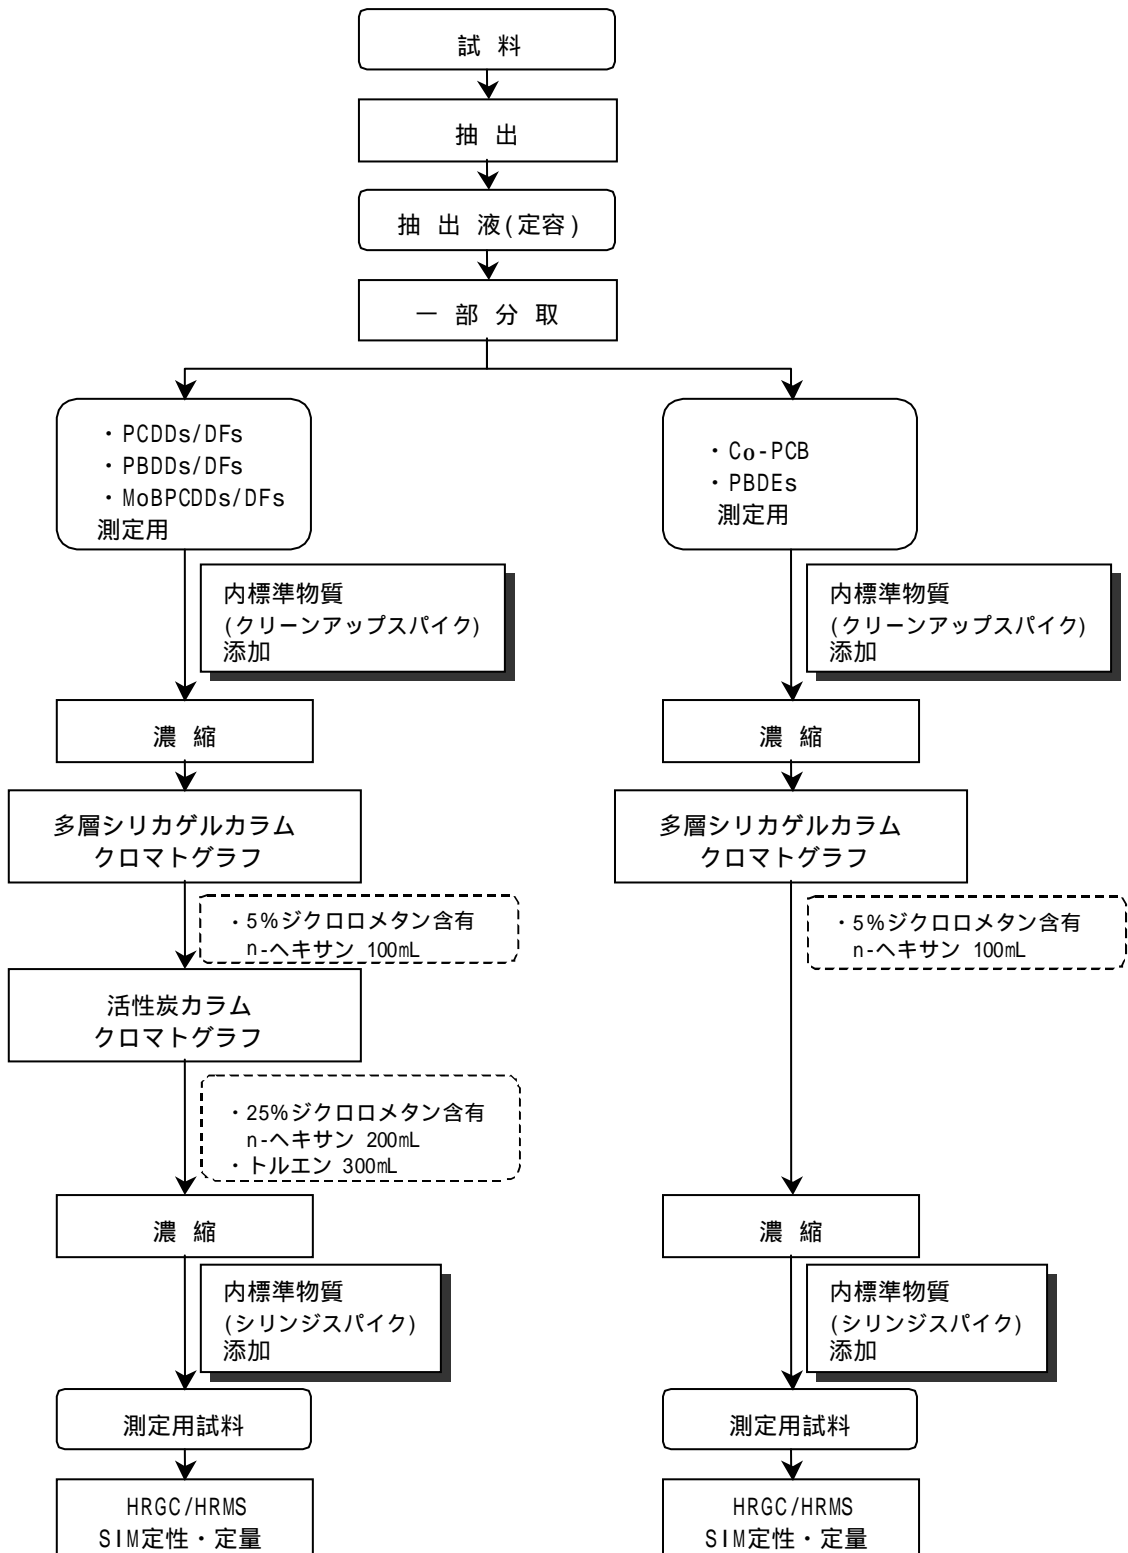 試 料
抽 出
抽 出 液(定容)
一 部 分 取
・PCDDs/DFs
・PBDDs/DFs
・MoBPCDDs/DFs
測定用
内標準物質
(クリーンアップスパイク)
添加
濃 縮
多層シリカゲルカラム
クロマトグラフ
・5%ジクロロメタン含有
n-ヘキサン 100mL
活性炭カラム
クロマトグラフ
・25%ジクロロメタン含有
n-ヘキサン 200mL
・トルエン 300mL
濃 縮
内標準物質
(シリンジスパイク)
添加
測定用試料
HRGC/HRMS
SIM定性・定量
・Co-PCB
・PBDEs
測定用
内標準物質
(クリーンアップスパイク)
添加
濃 縮
多層シリカゲルカラム
クロマトグラフ
・5%ジクロロメタン含有
n-ヘキサン 100mL
濃 縮
内標準物質
(シリンジスパイク)
添加
測定用試料
HRGC/HRMS
SIM定性・定量